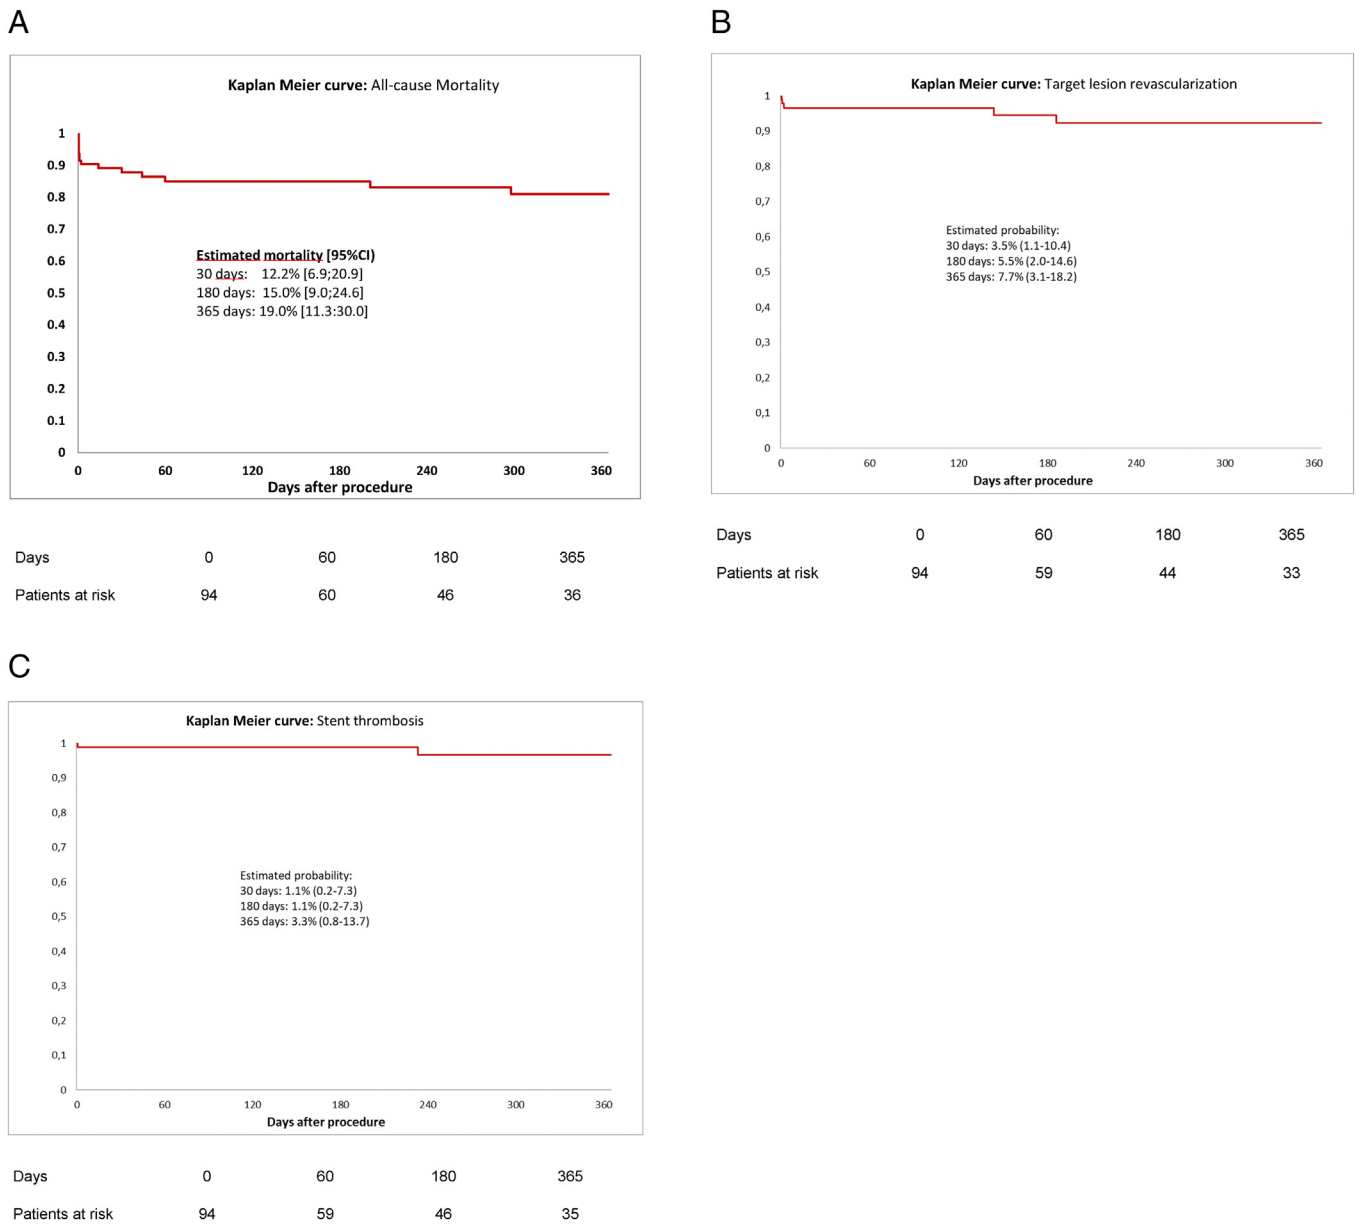 A
Kaplan Meier curve: All-cause Mortality
1
0.9
0.8
0.7
0.6
0.5
0.4
0.3
0.2
0.1
0
Estimated mortality [95%CI)
30 days: 12.2% [6.9;20.9]
180 days: 15.0% [9.0;24.6]
365 days: 19.0% [11.3:30.0]
0 60 120 180 240 300 360
Days after procedure
Days 0 60 180 365
Patients at risk 94 60 46 36
B
Kaplan Meier curve: Target lesion revascularization
1
0,9
0,8
0,7
0,6
0,5
0,4
0,3
0,2
0,1
0
Estimated probability:
30 days: 3.5% (1.1-10.4)
180 days: 5.5% (2.0-14.6)
365 days: 7.7% (3.1-18.2)
0 60 120 180 240 300 360
Days after procedure
Days 0 60 180 365
Patients at risk 94 59 44 33
C
Kaplan Meier curve: Stent thrombosis
1
0,9
0,8
0,7
0,6
0,5
0,4
0,3
0,2
0,1
0
Estimated probability:
30 days: 1.1% (0.2-7.3)
180 days: 1.1% (0.2-7.3)
365 days: 3.3% (0.8-13.7)
0 60 120 180 240 300 360
Days after procedure
Days 0 60 180 365
Patients at risk 94 59 46 35